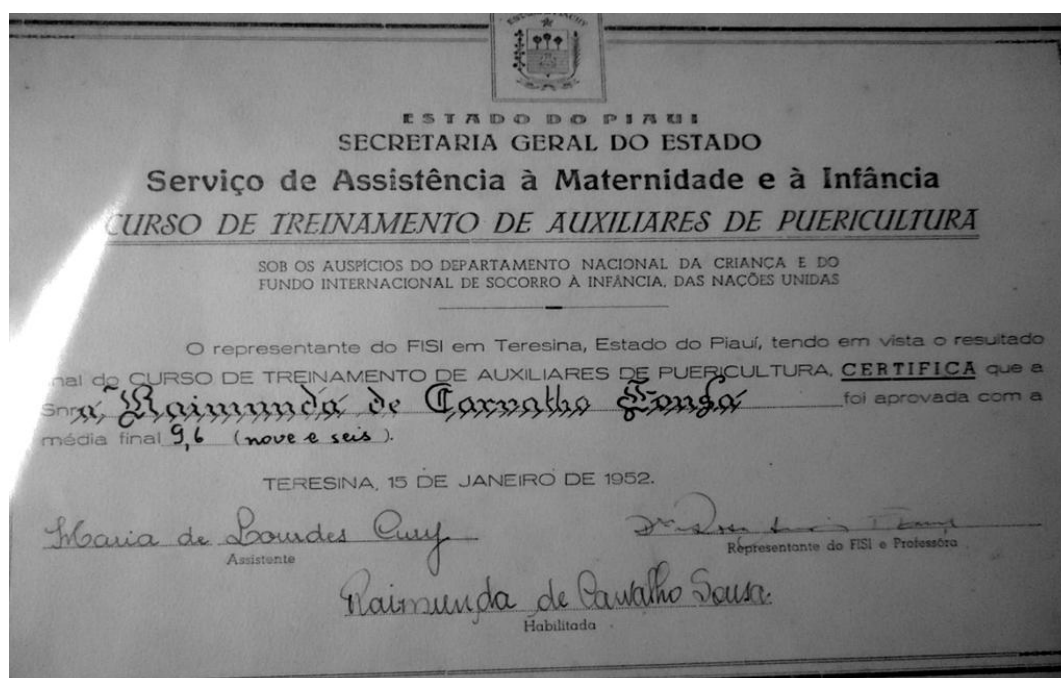 ESTADO DO PIAUI
SECRETARIA GERAL DO ESTADO
Serviço de Assistência à Maternidade e à Infância
CURSO DE TREINAMENTO DE AUXILIARES DE PUERICULTURA
SOB OS AUSPÍCIOS DO DEPARTAMENTO NACIONAL DA CRIANÇA E DO
FUNDO INTERNACIONAL DE SOCORRO À INFÂNCIA, DAS NAÇÕES UNIDAS
O representante do FISI em Teresina, Estado do Piauí, tendo em vista o resultado
nal do CURSO DE TREINAMENTO DE AUXILIARES DE PUERICULTURA, CERTIFICA que a
Snra. Raimunda de Carvalho Sousa foi aprovada com a
média final 9,6 (nove e seis).
TERESINA, 15 DE JANEIRO DE 1952.
Maria de Lourdes Cury
Assistente
Representante do FISI e Professôra
Raimunda de Carvalho Sousa
Habilitada